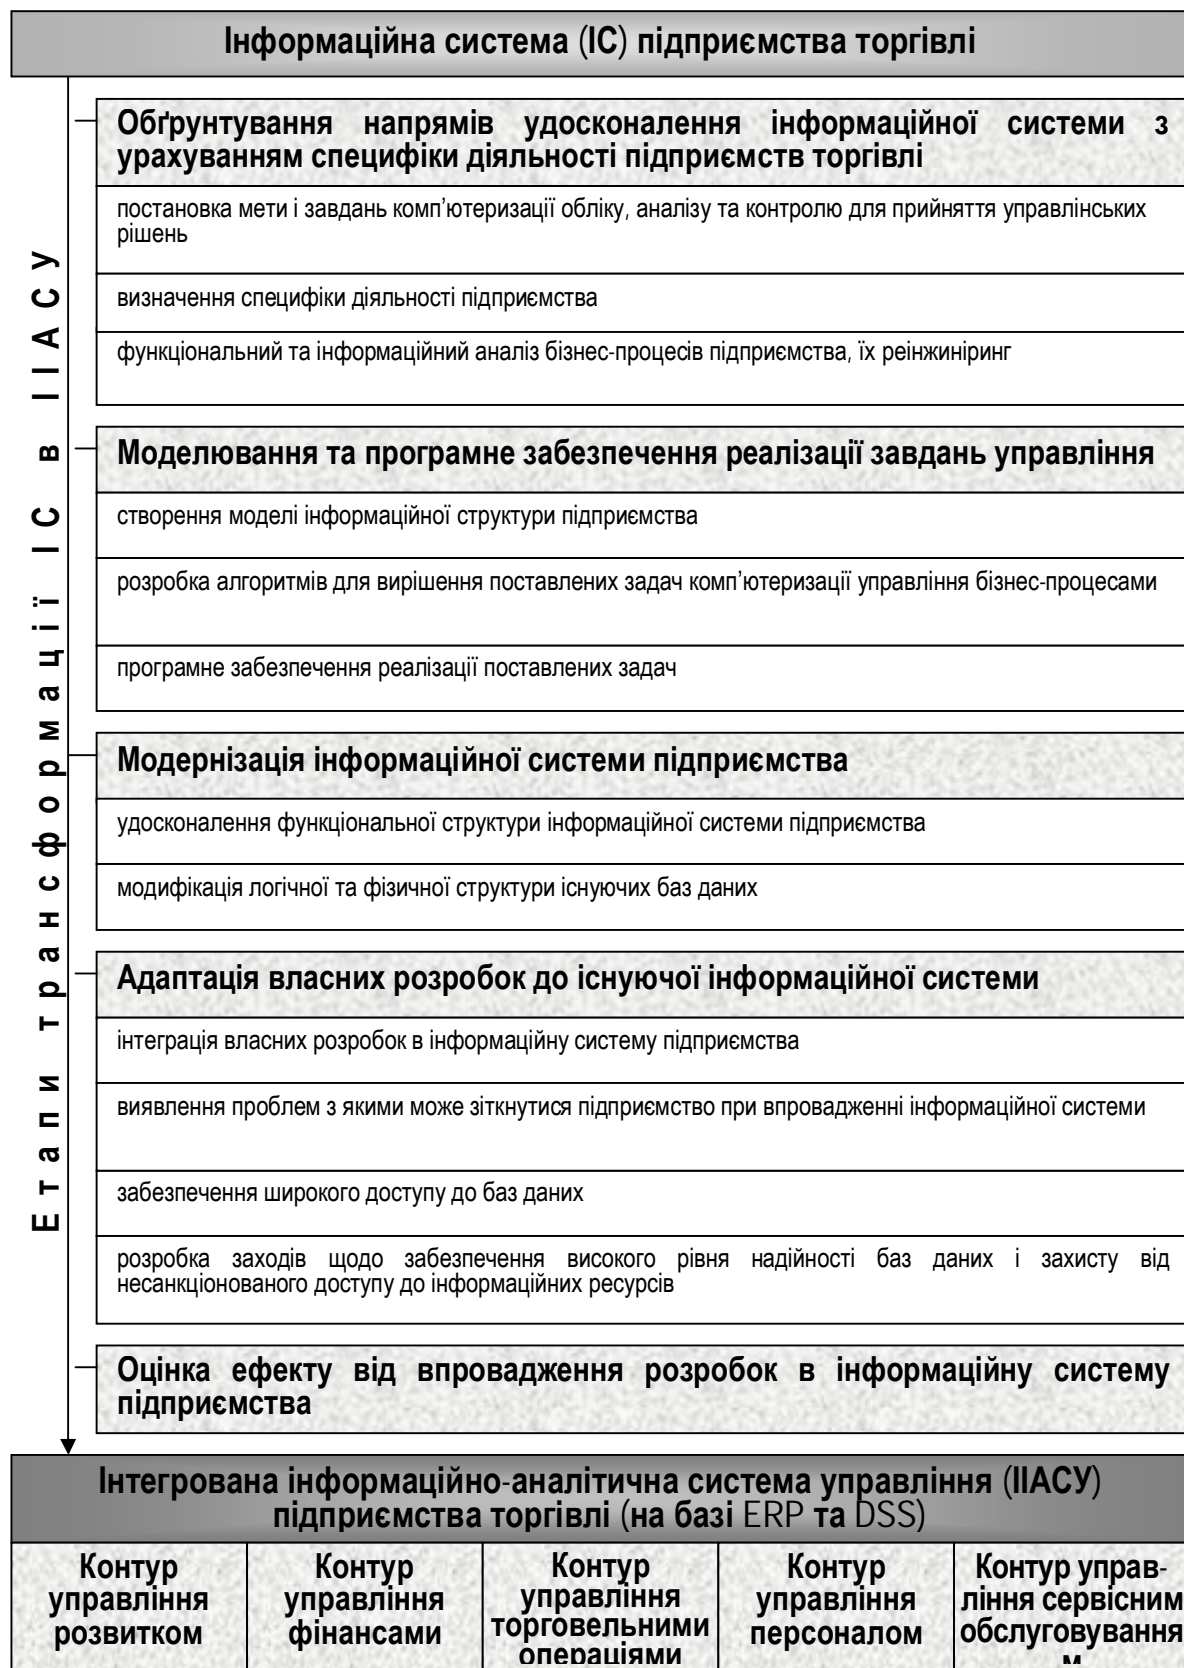 Інформаційна система (ІС) підприємства торгівлі
Етапи трансформації ІС в ІІАСУ
Обґрунтування напрямів удосконалення інформаційної системи з
урахуванням специфіки діяльності підприємств торгівлі
постановка мети і завдань комп’ютеризації обліку, аналізу та контролю для прийняття управлінських
рішень
визначення специфіки діяльності підприємства
функціональний та інформаційний аналіз бізнес-процесів підприємства, їх реінжиніринг
Моделювання та програмне забезпечення реалізації завдань управління
створення моделі інформаційної структури підприємства
розробка алгоритмів для вирішення поставлених задач комп’ютеризації управління бізнес-процесами
програмне забезпечення реалізації поставлених задач
Модернізація інформаційної системи підприємства
удосконалення функціональної структури інформаційної системи підприємства
модифікація логічної та фізичної структури існуючих баз даних
Адаптація власних розробок до існуючої інформаційної системи
інтеграція власних розробок в інформаційну систему підприємства
виявлення проблем з якими може зіткнутися підприємство при впровадженні інформаційної системи
забезпечення широкого доступу до баз даних
розробка заходів щодо забезпечення високого рівня надійності баз даних і захисту від
несанкціонованого доступу до інформаційних ресурсів
Оцінка ефекту від впровадження розробок в інформаційну систему
підприємства
Інтегрована інформаційно-аналітична система управління (ІІАСУ)
підприємства торгівлі (на базі ERP та DSS)
Контур
управління
розвитком
Контур
управління
фінансами
Контур
управління
торговельними
операціями
Контур
управління
персоналом
Контур управ-
ління сервісним
обслуговування
м